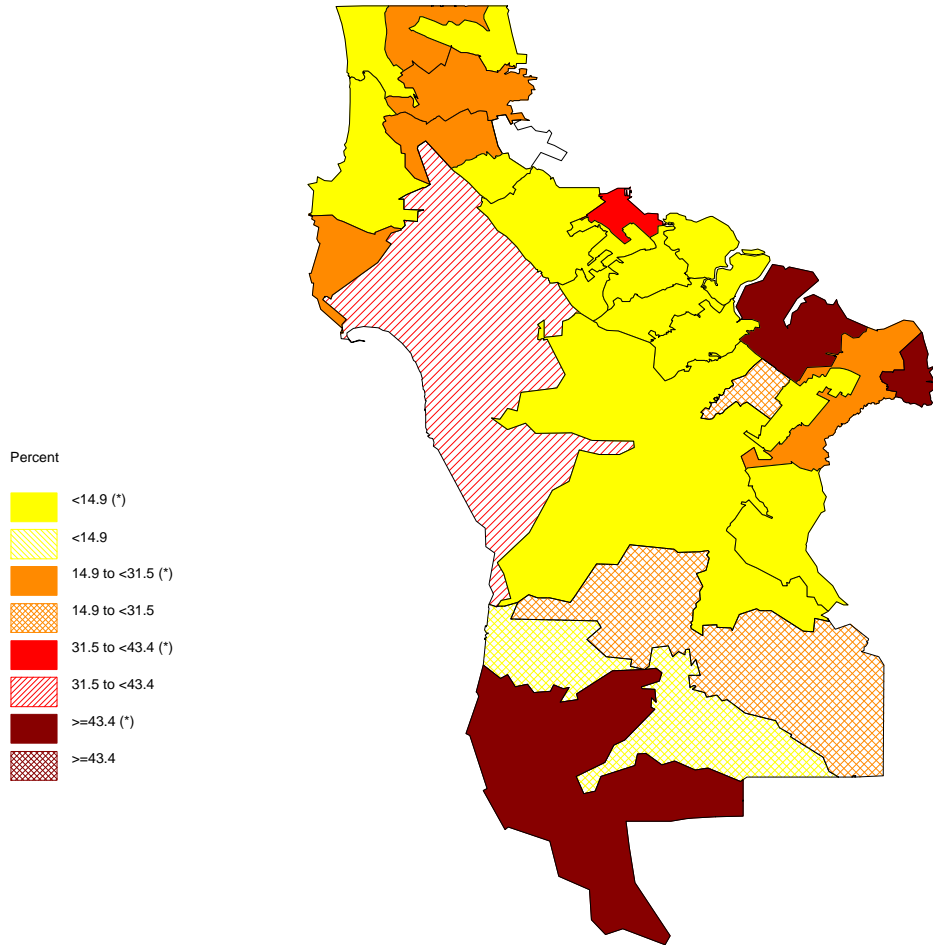 Percent
<14.9 (*)
<14.9
14.9 to <31.5 (*)
14.9 to <31.5
31.5 to <43.4 (*)
31.5 to <43.4
>=43.4 (*)
>=43.4